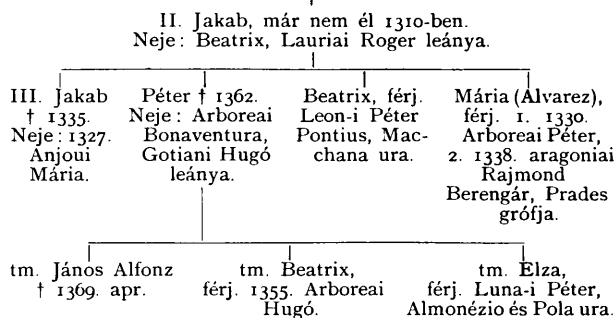 II. Jakab, már nem él 1310-ben.
Neje: Beatrix, Lauriai Roger leánya.
III. Jakab
† 1335.
Neje: 1327.
Anjoui
Mária.
Péter † 1362.
Neje: Arboreai
Bonaventura,
Gotiani Hugó
leánya.
Beatrix, férj.
Leon-i Péter
Pontius, Mac-
chana ura.
Mária (Alvarez),
férj. 1. 1330.
Arboreai Péter,
2. 1338. aragoniai
Rajmond
Berengár, Prades
grófja.
tm. János Alfonz
† 1369. apr.
tm. Beatrix,
férj. 1355. Arboreai
Hugó.
tm. Elza,
férj. Luna-i Péter,
Almonézio és Pola ura.